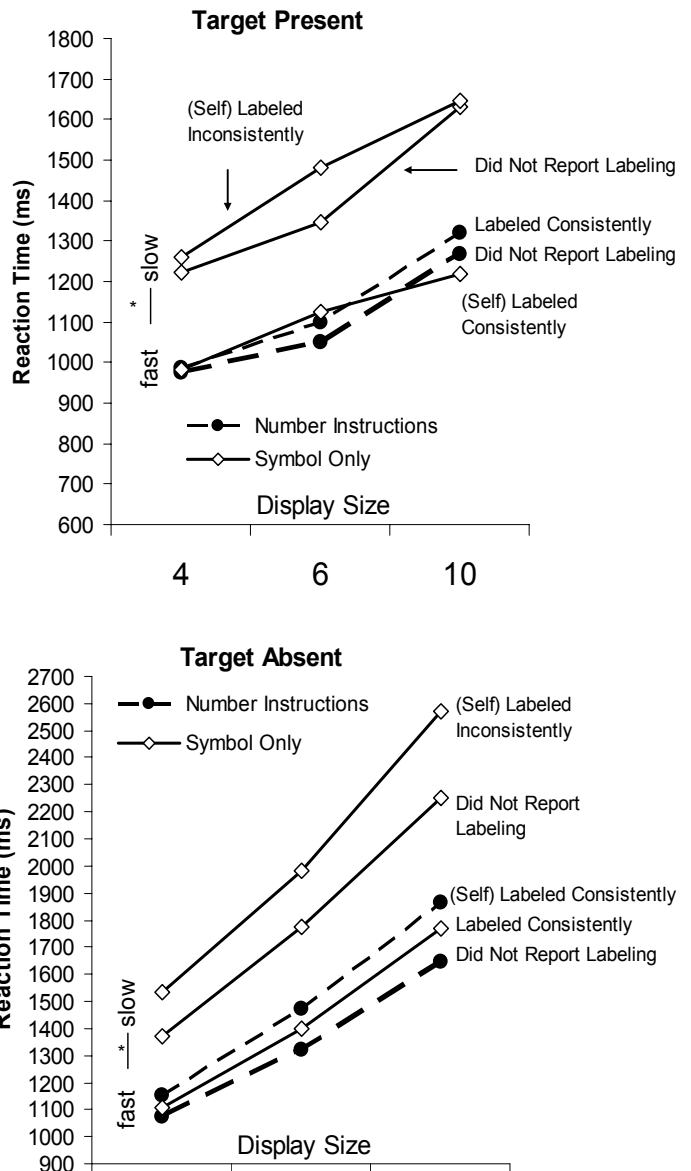 Target Present
1800
1700
1600
1500
1400
1300
1200
1100
1000
900
800
700
600
Reaction Time (ms)
fast —*— slow
(Self) Labeled
Inconsistently
Did Not Report Labeling
Labeled Consistently
Did Not Report Labeling
(Self) Labeled
Consistently
Number Instructions
Symbol Only
Display Size
4 6 10
Target Absent
2700
2600
2500
2400
2300
2200
2100
2000
1900
1800
1700
1600
1500
1400
1300
1200
1100
1000
900
Reaction Time (ms)
fast —*— slow
Number Instructions
Symbol Only
(Self) Labeled
Inconsistently
Did Not Report
Labeling
(Self) Labeled Consistently
Labeled Consistently
Did Not Report Labeling
Display Size